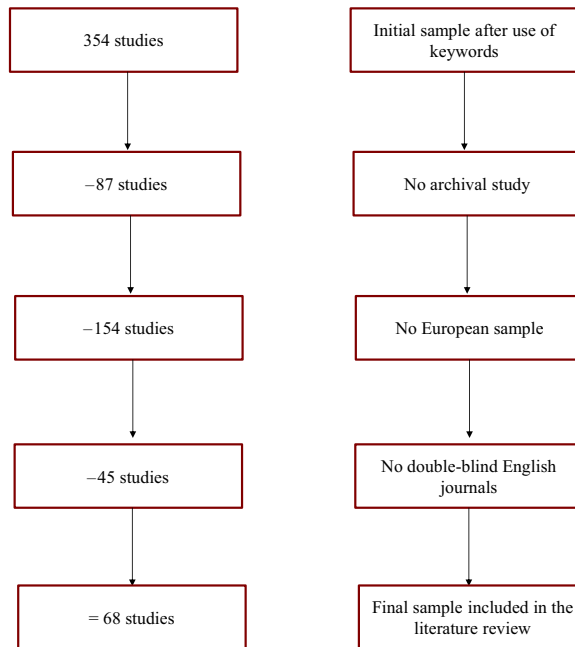 354 studies
Initial sample after use of
keywords
–87 studies
No archival study
–154 studies
No European sample
–45 studies
No double-blind English
journals
= 68 studies
Final sample included in the
literature review